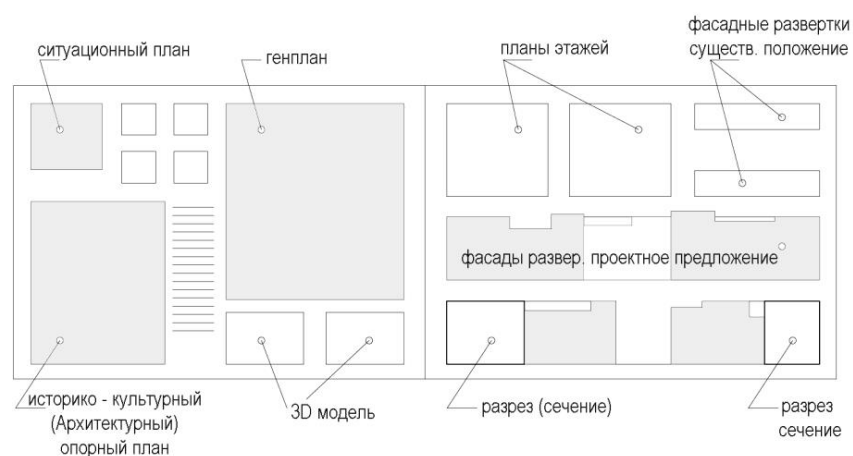 ситуационный план
генплан
планы этажей
фасадные развертки
существ. положение
фасады развер. проектное предложение
историко - культурный
(Архитектурный)
опорный план
3D модель
разрез (сечение)
разрез
сечение